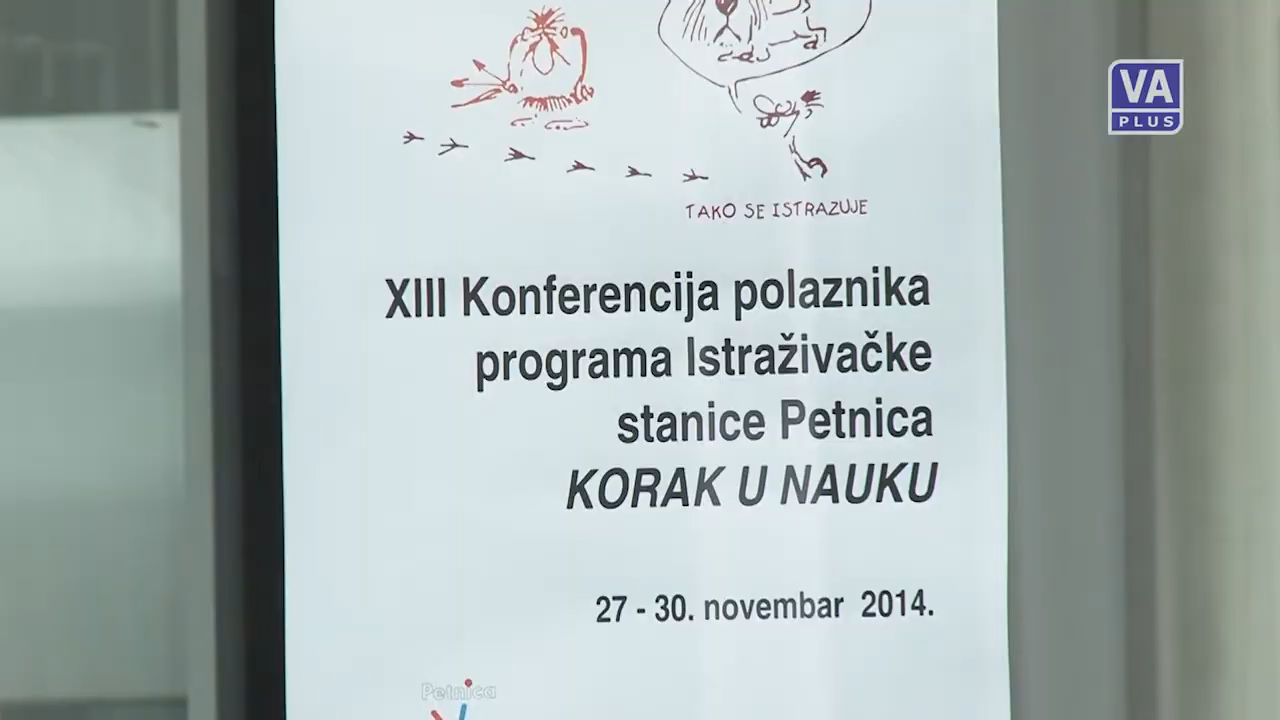 VA
PLUS
TAKO SE ISTRAZUJE
XIII Konferencija polaznika
programa Istraživačke
stanice Petnica
KORAK U NAUKU
27 - 30. novembar 2014.
Petnica